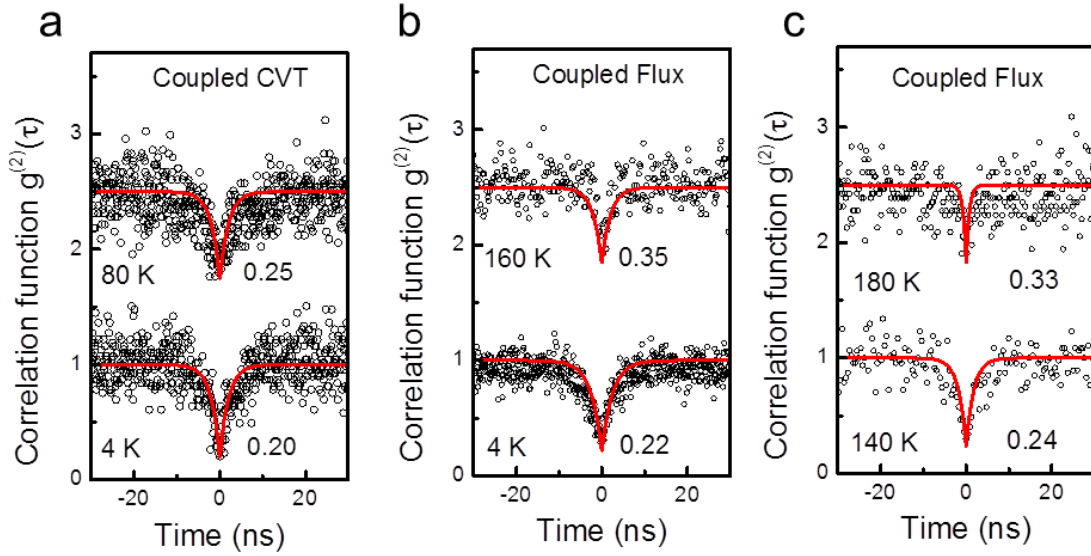 a
Coupled CVT
Correlation function g(2)(τ)
3
2
1
0
80 K
0.25
4 K
0.20
-20
0
20
Time (ns)
b
Coupled Flux
Correlation function g(2)(τ)
3
2
1
0
160 K
0.35
4 K
0.22
-20
0
20
Time (ns)
c
Coupled Flux
Correlation function g(2)(τ)
3
2
1
0
180 K
0.33
140 K
0.24
-20
0
20
Time (ns)